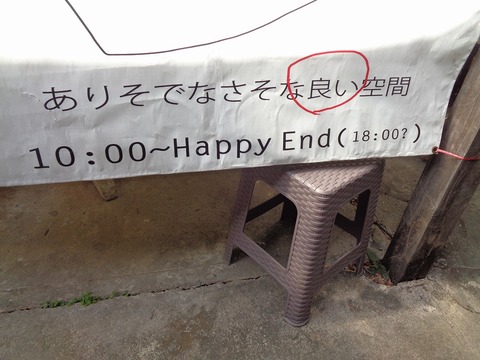 ありそでなさそな良い空間
10:00~Happy End(18:00?)